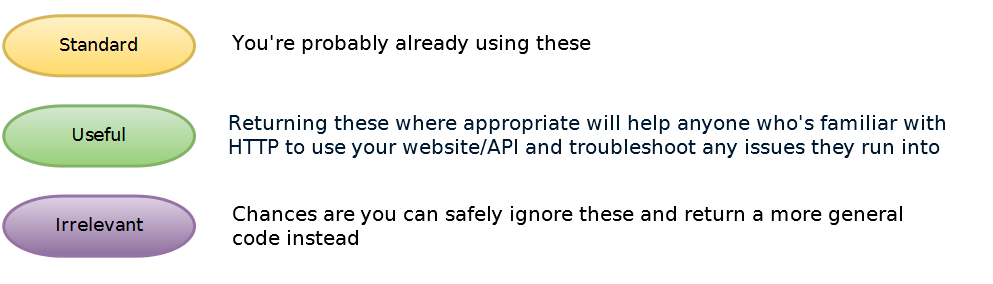 Standard
You're probably already using these
Useful
Returning these where appropriate will help anyone who's familiar with
HTTP to use your website/API and troubleshoot any issues they run into
Irrelevant
Chances are you can safely ignore these and return a more general
code instead